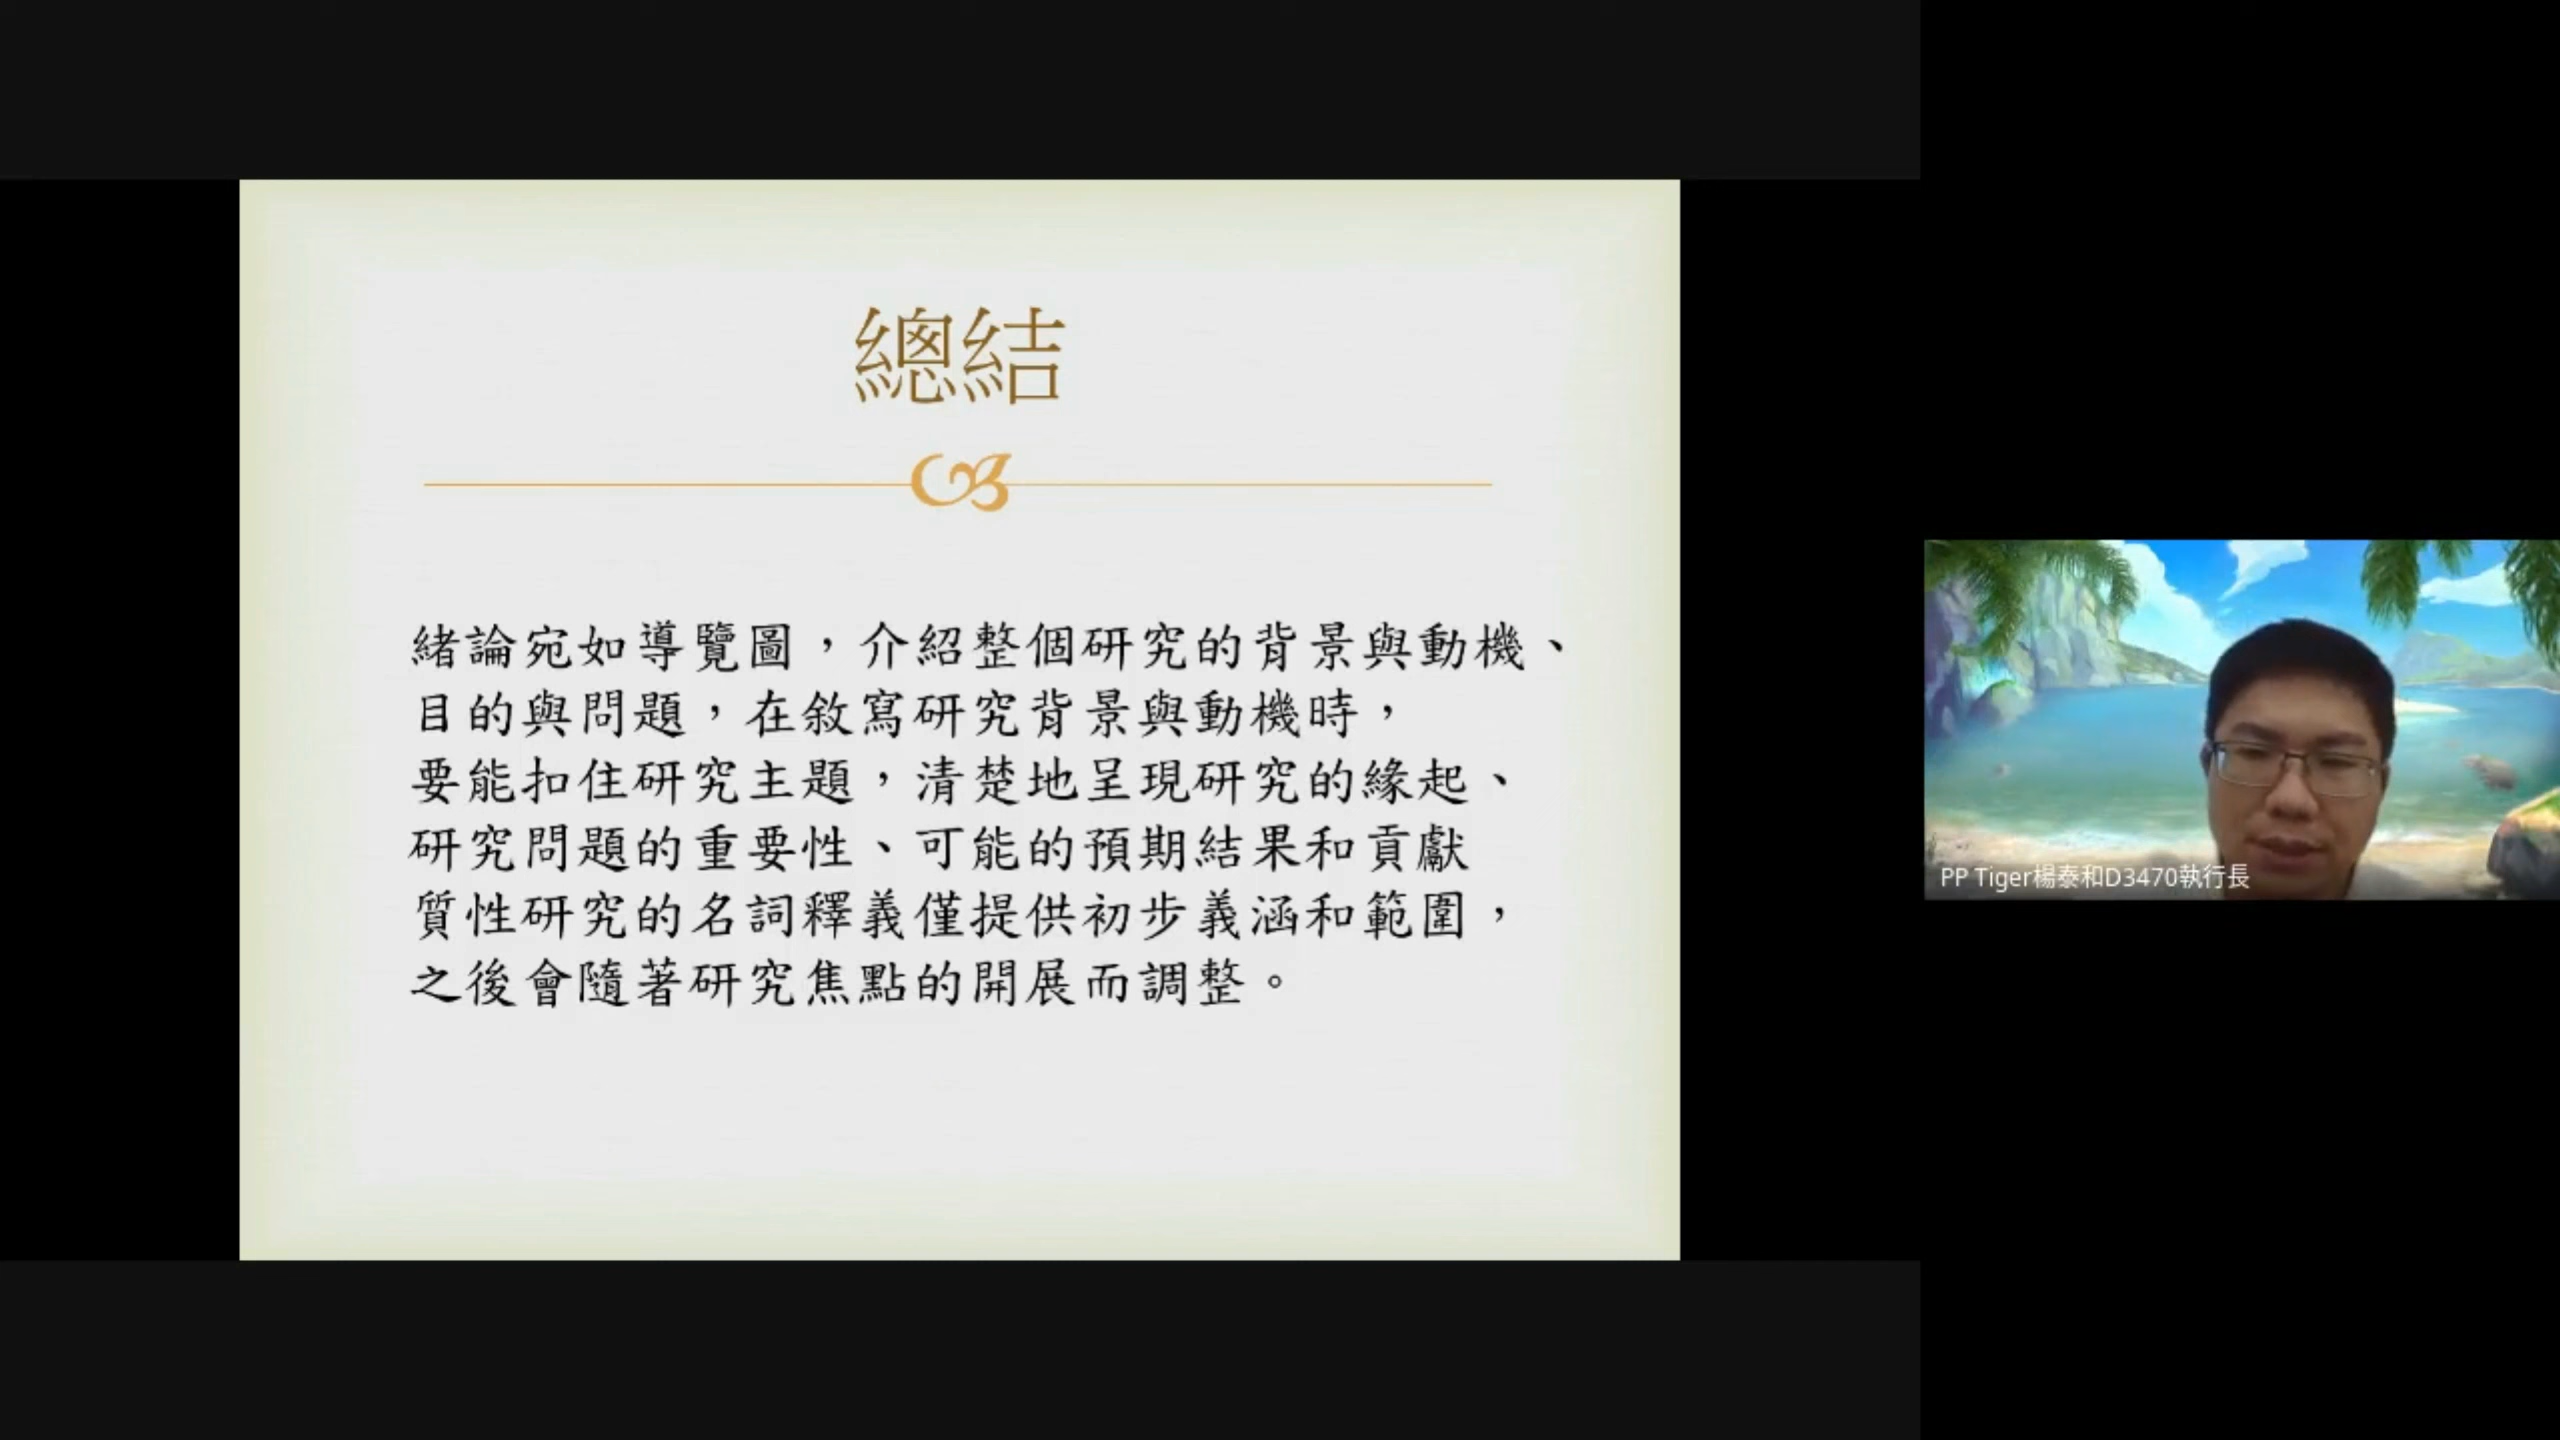 總結
緒論宛如導覽圖，介紹整個研究的背景與動機、
目的與問題，在敘寫研究背景與動機時，
要能扣住研究主題，清楚地呈現研究的緣起、
研究問題的重要性、可能的預期結果和貢獻
質性研究的名詞釋義僅提供初步義涵和範圍，
之後會隨著研究焦點的開展而調整。
PP Tiger楊泰和D3470執行長